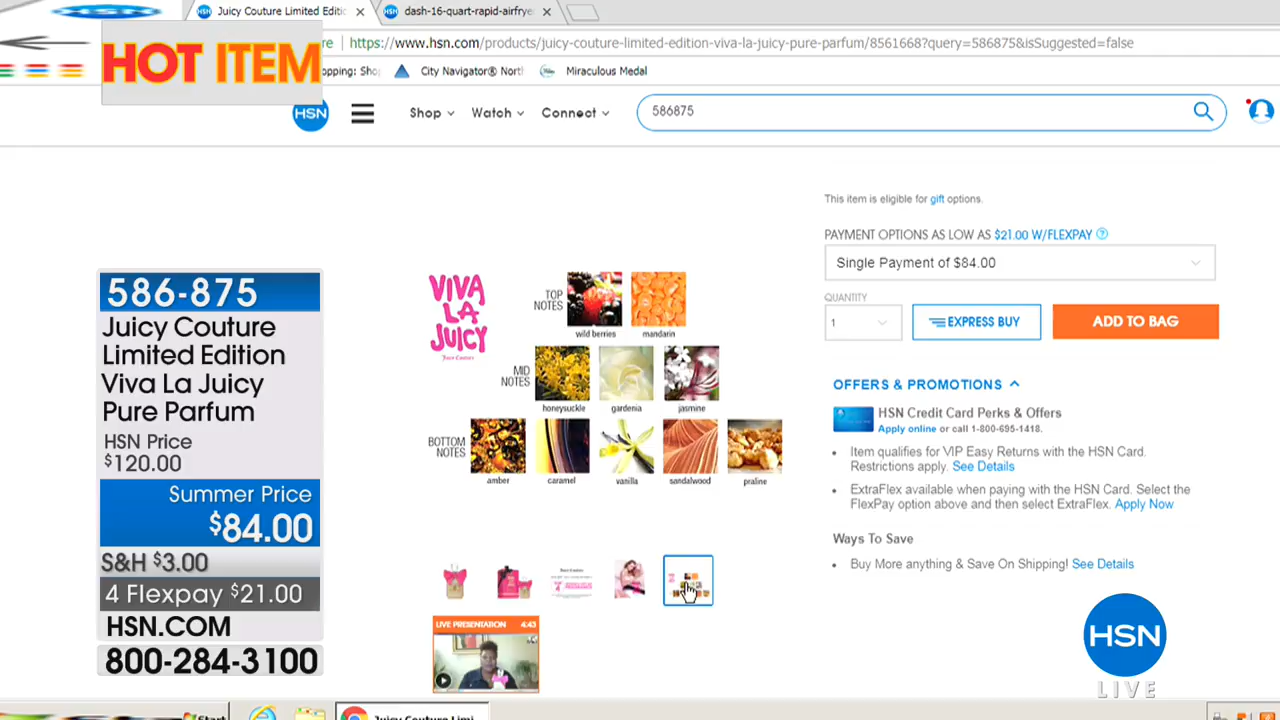 Juicy Couture Limited Editic
dash-16-quart-rapid-airfrye
https://www.hsn.com/products/juicy-couture-limited-edition-viva-la-juicy-pure-parfum/8561668?query=586875&isSuggested=false
HOT ITEM
City Navigator® Nort
Miraculous Medal
HSN
Shop
Watch
Connect
586875
This item is eligible for gift options.
PAYMENT OPTIONS AS LOW AS $21.00 W/FLEXPAY
Single Payment of $84.00
QUANTITY
1
EXPRESS BUY
ADD TO BAG
OFFERS & PROMOTIONS
HSN Credit Card Perks & Offers
Apply online or call 1-800-695-1418.
• Item qualifies for VIP Easy Returns with the HSN Card.
Restrictions apply. See Details
• ExtraFlex available when paying with the HSN Card. Select the
FlexPay option above and then select ExtraFlex. Apply Now
Ways To Save
• Buy More anything & Save On Shipping! See Details
VIVA
LA
JUICY
JUICY COUTURE
TOP
NOTES
wild berries
mandarin
MID
NOTES
honeysuckle
gardenia
jasmine
BOTTOM
NOTES
amber
caramel
vanilla
sandalwood
praline
LIVE PRESENTATION 4:43
586-875
Juicy Couture
Limited Edition
Viva La Juicy
Pure Parfum
HSN Price
$120.00
Summer Price
$84.00
S&H $3.00
4 Flexpay $21.00
HSN.COM
800-284-3100
HSN
LIVE
Start
Juicy Couture Limi